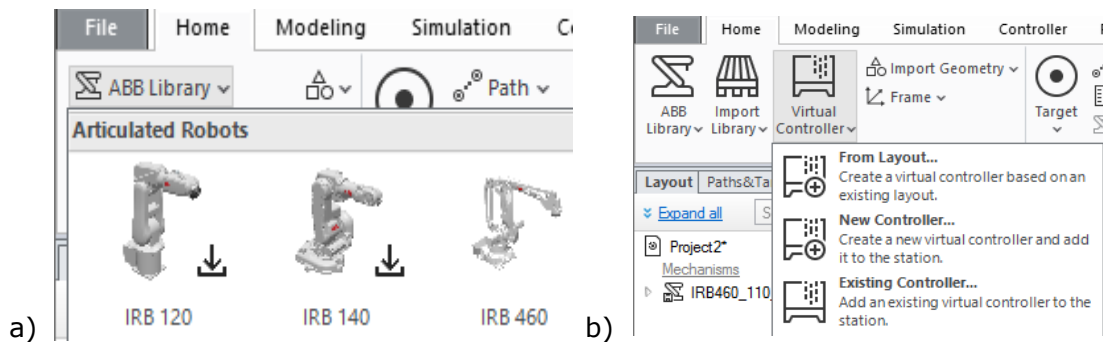 File Home Modeling Simulation
ABB Library Path
Articulated Robots
IRB 120 IRB 140 IRB 460
a)
File Home Modeling Simulation Controller
ABB Library Import Library Virtual Controller Import Geometry
Frame
Target
From Layout...
Create a virtual controller based on an
existing layout.
Layout Paths&Ta
Expand all S
New Controller...
Create a new virtual controller and add
it to the station.
Project2*
Mechanisms
IRB460_110_
Existing Controller...
Add an existing virtual controller to the
station.
b)